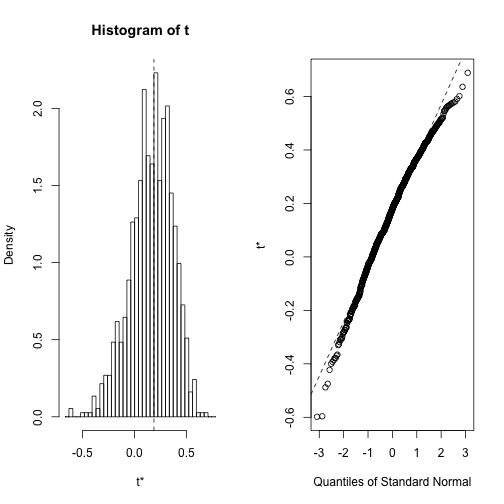 Histogram of t
Density
0.0 0.5 1.0 1.5 2.0
-0.5 0.0 0.5
t*
t*
-0.6 -0.4 -0.2 0.0 0.2 0.4 0.6
-3 -2 -1 0 1 2 3
Quantiles of Standard Normal